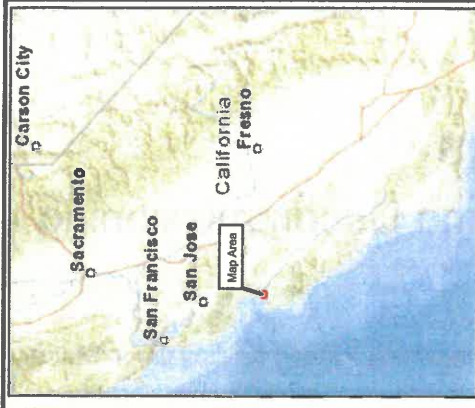 Carson City
Sacramento
San Francisco
San Jose
California
Fresno
Map Area